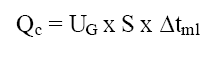 Qc = UG x S x Δtml